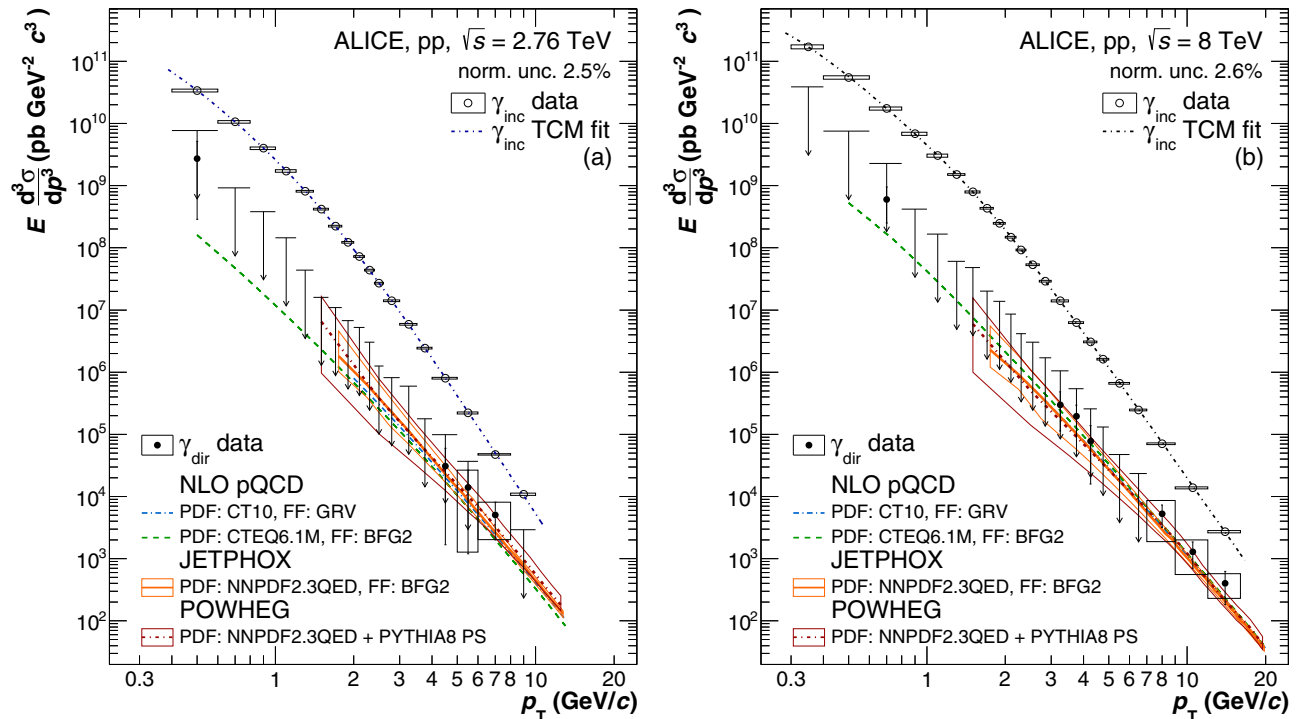 ALICE, pp, √s = 2.76 TeV
norm. unc. 2.5%
γinc data
γinc TCM fit
(a)
E d³σ/dp³ (pb GeV⁻² c³)
10¹¹
10¹⁰
10⁹
10⁸
10⁷
10⁶
10⁵
10⁴
10³
10²
γdir data
NLO pQCD
PDF: CT10, FF: GRV
PDF: CTEQ6.1M, FF: BFG2
JETPHOX
PDF: NNPDF2.3QED, FF: BFG2
POWHEG
PDF: NNPDF2.3QED + PYTHIA8 PS
0.3 1 2 3 4 5 6 7 8 10 20
pT (GeV/c)
ALICE, pp, √s = 8 TeV
norm. unc. 2.6%
γinc data
γinc TCM fit
(b)
E d³σ/dp³ (pb GeV⁻² c³)
10¹¹
10¹⁰
10⁹
10⁸
10⁷
10⁶
10⁵
10⁴
10³
10²
γdir data
NLO pQCD
PDF: CT10, FF: GRV
PDF: CTEQ6.1M, FF: BFG2
JETPHOX
PDF: NNPDF2.3QED, FF: BFG2
POWHEG
PDF: NNPDF2.3QED + PYTHIA8 PS
0.3 1 2 3 4 5 6 7 8 10 20
pT (GeV/c)